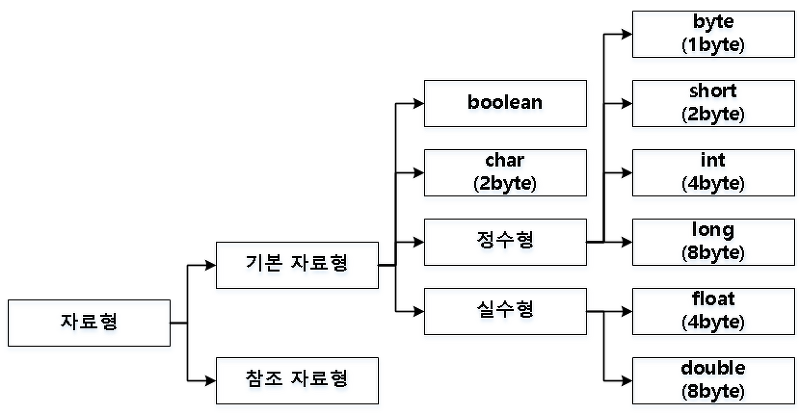 자료형
기본 자료형
참조 자료형
boolean
char
(2byte)
정수형
실수형
byte
(1byte)
short
(2byte)
int
(4byte)
long
(8byte)
float
(4byte)
double
(8byte)